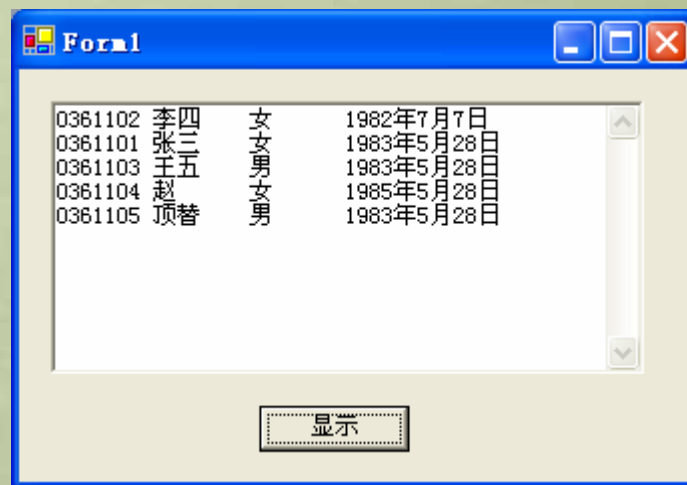 Form1
0361102 李四 女 1982年7月7日
0361101 张三 女 1983年5月28日
0361103 王五 男 1983年5月28日
0361104 赵 女 1985年5月28日
0361105 顶替 男 1983年5月28日
显示